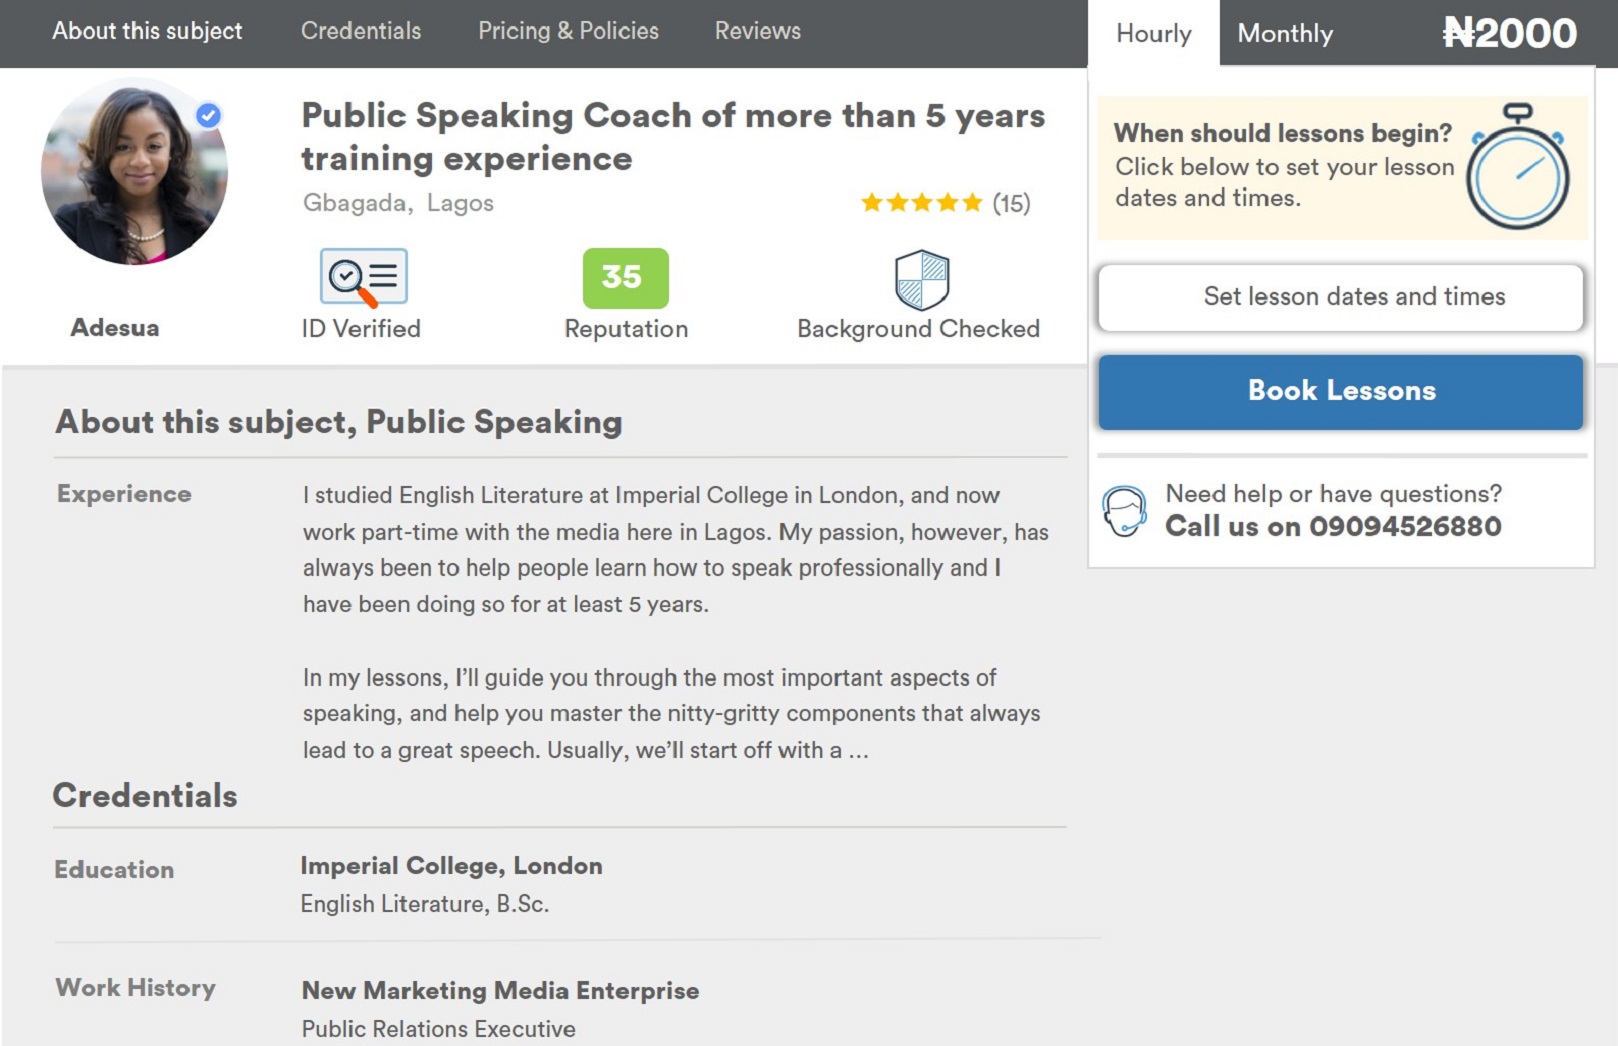 About this subject
Credentials
Pricing & Policies
Reviews
Hourly
Monthly
₦2000
Public Speaking Coach of more than 5 years
training experience
Gbagada, Lagos
(15)
Adesua
ID Verified
35
Reputation
Background Checked
When should lessons begin?
Click below to set your lesson
dates and times.
Set lesson dates and times
Book Lessons
Need help or have questions?
Call us on 09094526880
About this subject, Public Speaking
Experience
I studied English Literature at Imperial College in London, and now
work part-time with the media here in Lagos. My passion, however, has
always been to help people learn how to speak professionally and I
have been doing so for at least 5 years.
In my lessons, I'll guide you through the most important aspects of
speaking, and help you master the nitty-gritty components that always
lead to a great speech. Usually, we'll start off with a ...
Credentials
Education
Imperial College, London
English Literature, B.Sc.
Work History
New Marketing Media Enterprise
Public Relations Executive